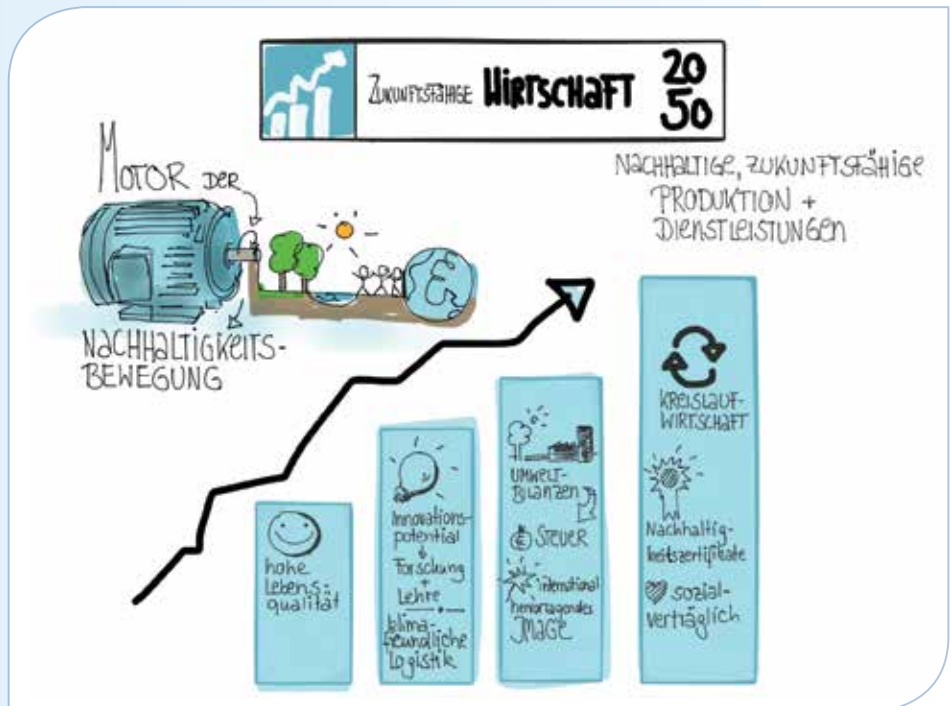 ZUKUNFTSFÄHIGE WIRTSCHAFT 20
50
MOTOR DER
NACHHALTIGKEITS-
BEWEGUNG
NACHHALTIGE, ZUKUNFTSFÄHIGE
PRODUKTION +
DIENSTLEISTUNGEN
hohe
Lebens-
qualität
Innovations-
potential
Forschung
+
Lehre
klima-
freundliche
Logistik
UMWELT-
BILANZEN
€ STEUER
international
hervorragendes
IMAGE
KREISLAUF-
WIRTSCHAFT
Nachhaltig-
keitszertifikate
sozial-
verträglich